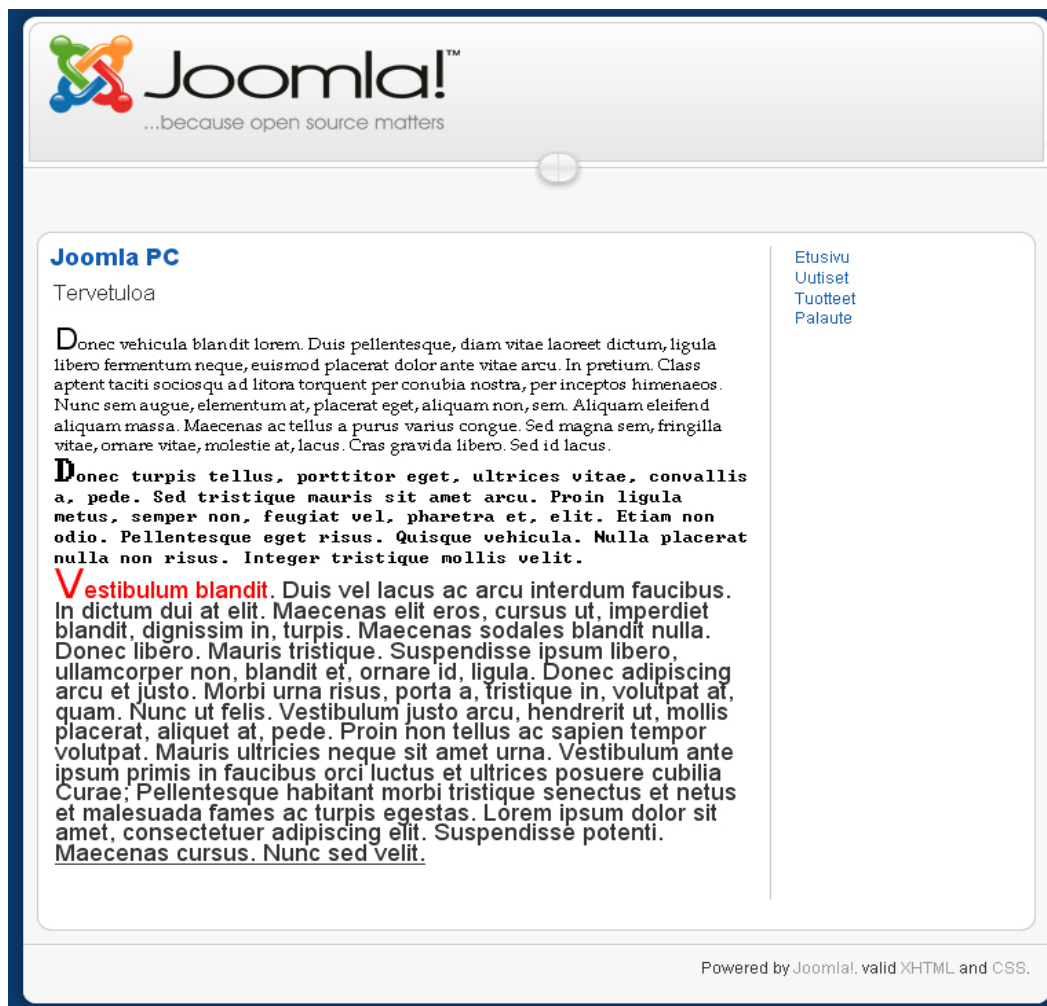 Joomla!™
...because open source matters
Joomla PC
Tervetuloa
Donec vehicula blandit lorem. Duis pellentesque, diam vitae laoreet dictum, ligula
libero fermentum neque, euismod placerat dolor ante vitae arcu. In pretium. Class
aptent taciti sociosqu ad litora torquent per conubia nostra, per inceptos himenaeos.
Nunc sem augue, elementum at, placerat eget, aliquam non, sem. Aliquam eleifend
aliquam massa. Maecenas ac tellus a purus varius congue. Sed magna sem, fringilla
vitae, ornare vitae, molestie at, lacus. Cras gravida libero. Sed id lacus.
Donec turpis tellus, porttitor eget, ultrices vitae, convallis
a, pede. Sed tristique mauris sit amet arcu. Proin ligula
metus, semper non, feugiat vel, pharetra et, elit. Etiam non
odio. Pellentesque eget risus. Quisque vehicula. Nulla placerat
nulla non risus. Integer tristique mollis velit.
Vestibulum blandit. Duis vel lacus ac arcu interdum faucibus.
In dictum dui at elit. Maecenas elit eros, cursus ut, imperdiet
blandit, dignissim in, turpis. Maecenas sodales blandit nulla.
Donec libero. Mauris tristique. Suspendisse ipsum libero,
ullamcorper non, blandit et, ornare id, ligula. Donec adipiscing
arcu et justo. Morbi urna risus, porta a, tristique in, volutpat at,
quam. Nunc ut felis. Vestibulum justo arcu, hendrerit ut, mollis
placerat, aliquet at, pede. Proin non tellus ac sapien tempor
volutpat. Mauris ultricies neque sit amet urna. Vestibulum ante
ipsum primis in faucibus orci luctus et ultrices posuere cubilia
Curae; Pellentesque habitant morbi tristique senectus et netus
et malesuada fames ac turpis egestas. Lorem ipsum dolor sit
amet, consectetuer adipiscing elit. Suspendisse potenti.
Maecenas cursus. Nunc sed velit.
Etusivu
Uutiset
Tuotteet
Palaute
Powered by Joomla!. valid XHTML and CSS.